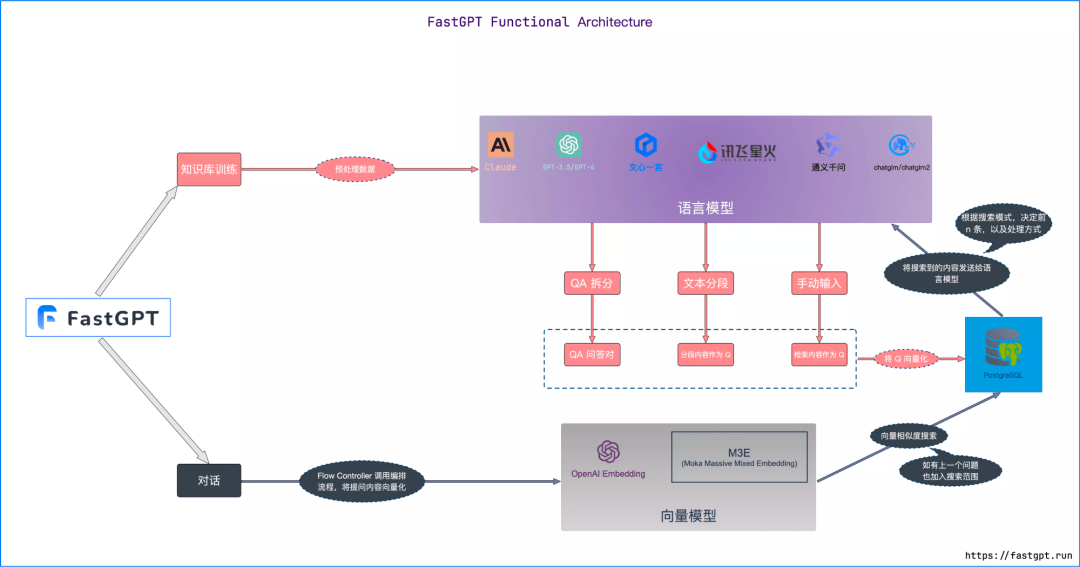 FastGPT Functional Architecture
Claude
GPT-3.5/GPT-4
文心一言
讯飞星火
通义千问
chatglm/chatglm2
语言模型
知识库训练
预处理数据
根据搜索模式，决定前
n 条，以及处理方式
将搜索到的内容发送给语
言模型
QA 拆分
文本分段
手动输入
FastGPT
QA 问答对
分段内容作为 Q
检索内容作为 Q
将 Q 向量化
PostgreSQL
对话
Flow Controller 调用编排
流程，将提问内容向量化
OpenAI Embedding
M3E
(Moka Massive Mixed Embedding)
向量模型
向量相似度搜索
如有上一个问题
也加入搜索范围
https://fastgpt.run